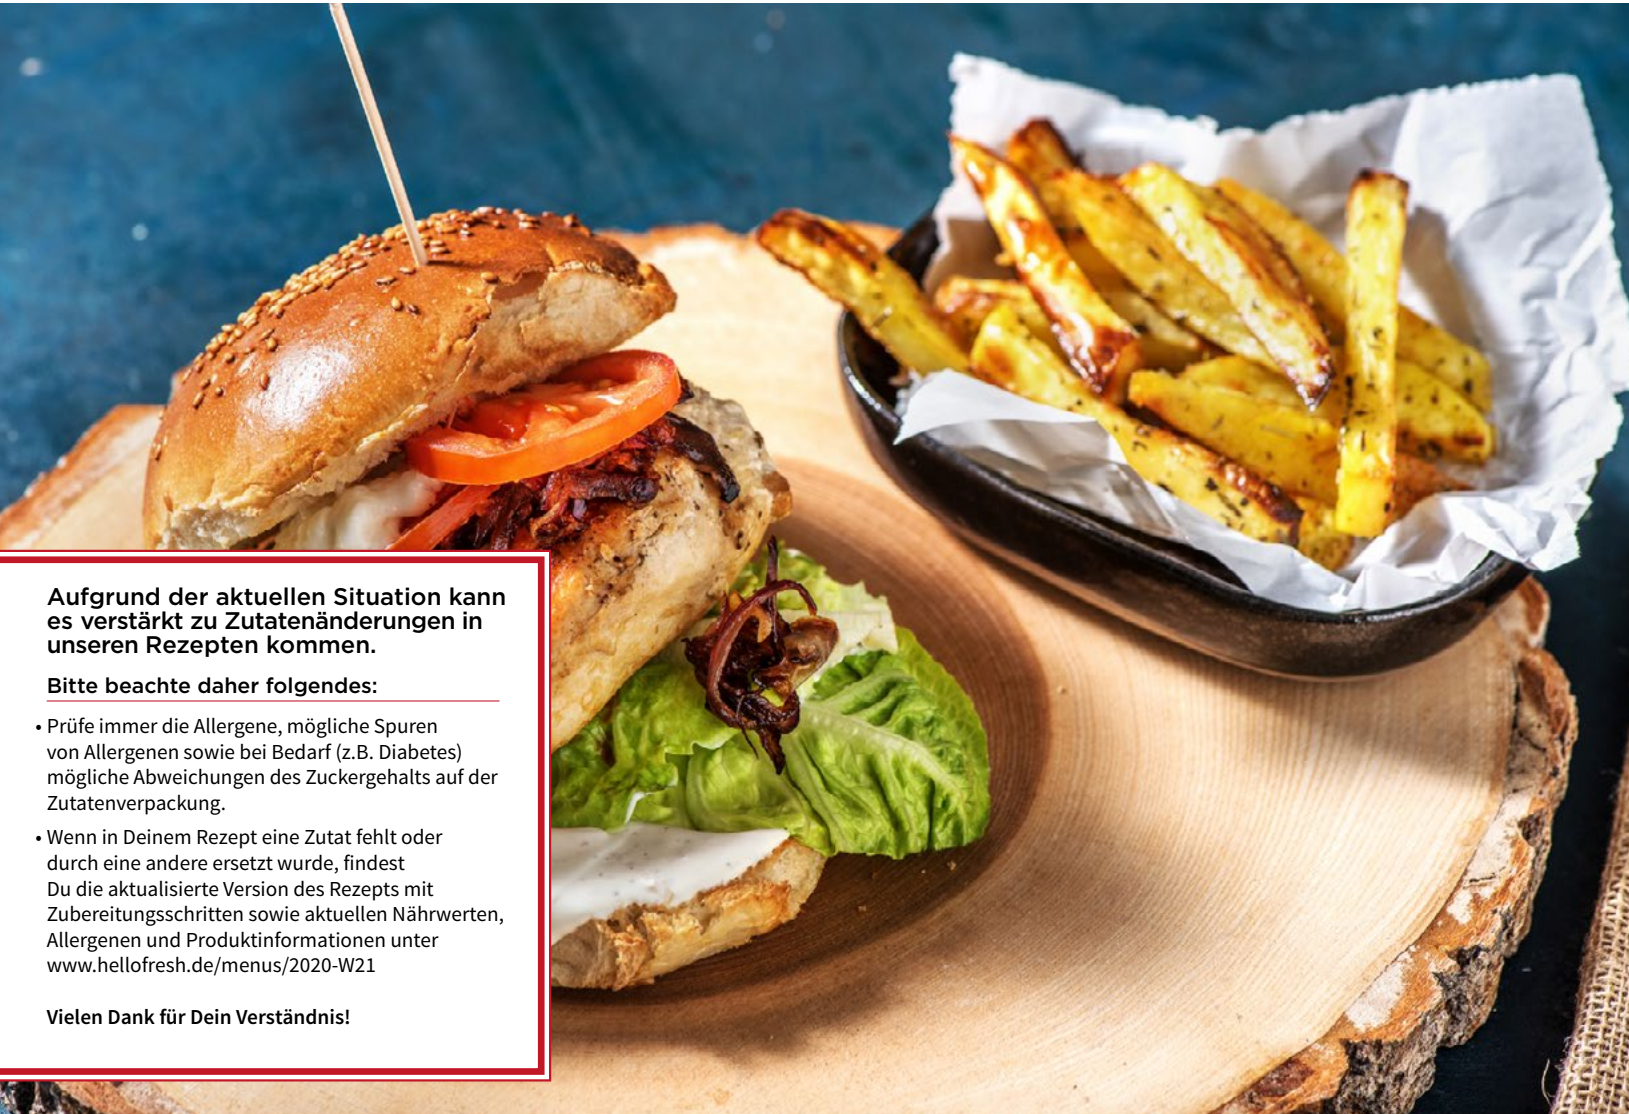 Aufgrund der aktuellen Situation kann
es verstärkt zu Zutatenänderungen in
unseren Rezepten kommen.
Bitte beachte daher folgendes:
• Prüfe immer die Allergene, mögliche Spuren
von Allergenen sowie bei Bedarf (z.B. Diabetes)
mögliche Abweichungen des Zuckergehalts auf der
Zutatenverpackung.
• Wenn in Deinem Rezept eine Zutat fehlt oder
durch eine andere ersetzt wurde, findest
Du die aktualisierte Version des Rezepts mit
Zubereitungsschritten sowie aktuellen Nährwerten,
Allergenen und Produktinformationen unter
www.hellofresh.de/menus/2020-W21
Vielen Dank für Dein Verständnis!